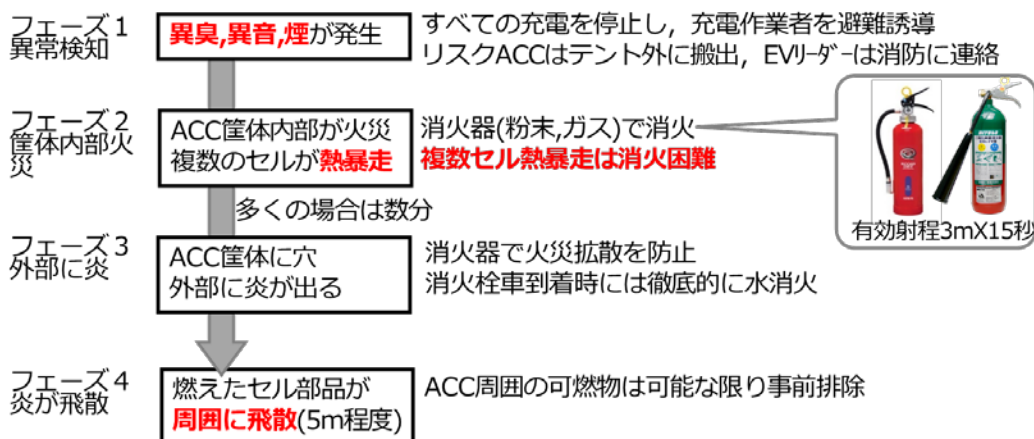 フェーズ1
異常検知
異臭,異音,煙が発生
すべての充電を停止し，充電作業者を避難誘導
リスクACCはテント外に搬出，EVﾘｰﾀﾞｰは消防に連絡
フェーズ2
筐体内部火
災
ACC筐体内部が火災
複数のセルが熱暴走
消火器(粉末,ガス)で消火
複数セル熱暴走は消火困難
有効射程3mX15秒
多くの場合は数分
フェーズ3
外部に炎
ACC筐体に穴
外部に炎が出る
消火器で火災拡散を防止
消火栓車到着時には徹底的に水消火
フェーズ4
炎が飛散
燃えたセル部品が
周囲に飛散(5m程度)
ACC周囲の可燃物は可能な限り事前排除